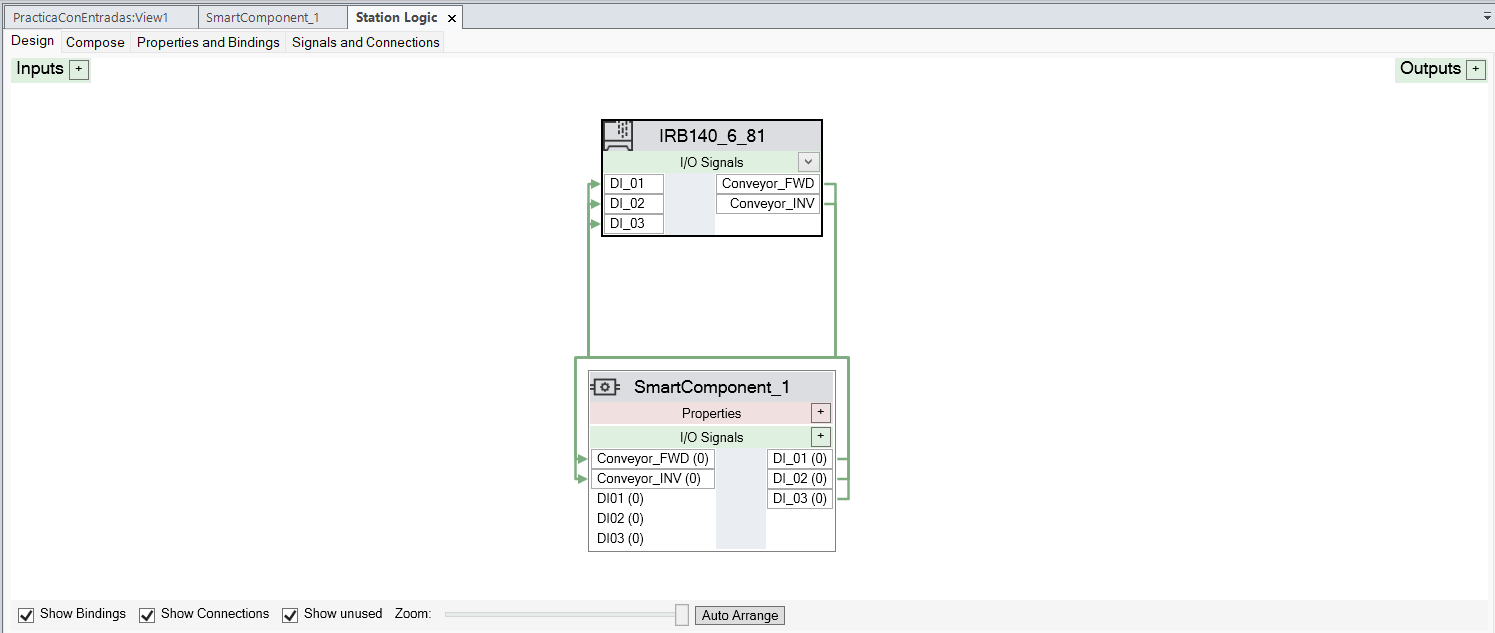 PracticaConEntradas:View1 SmartComponent_1 Station Logic ×
Design Compose Properties and Bindings Signals and Connections
Inputs + Outputs +
IRB140_6_81
I/O Signals
DI_01 Conveyor_FWD
DI_02 Conveyor_INV
DI_03
SmartComponent_1
Properties +
I/O Signals +
Conveyor_FWD (0) DI_01 (0)
Conveyor_INV (0) DI_02 (0)
DI01 (0) DI_03 (0)
DI02 (0)
DI03 (0)
Show Bindings Show Connections Show unused Zoom: Auto Arrange